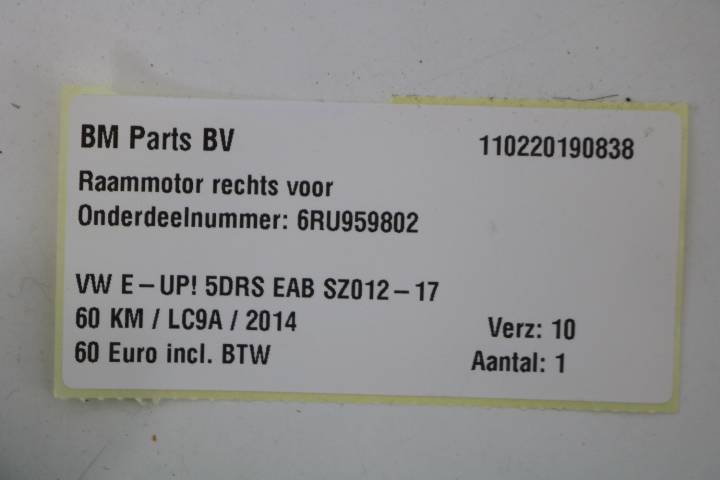 BM Parts BV 110220190838
Raammotor rechts voor
Onderdeelnummer: 6RU959802
VW E-UP! 5DRS EAB SZ012-17
60 KM / LC9A / 2014 Verz: 10
60 Euro incl. BTW Aantal: 1